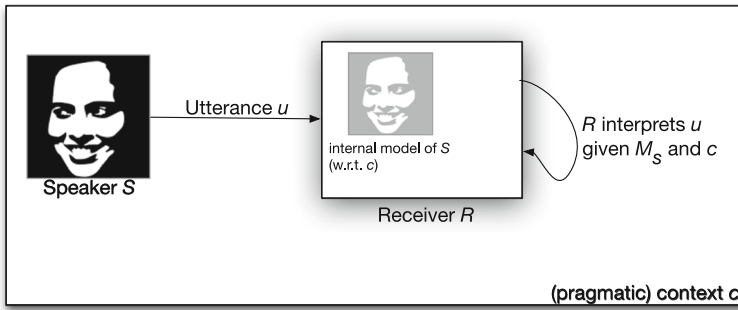 Utterance u
Speaker S
internal model of S
(w.r.t. c)
Receiver R
R interprets u
given M_S and c
(pragmatic) context c